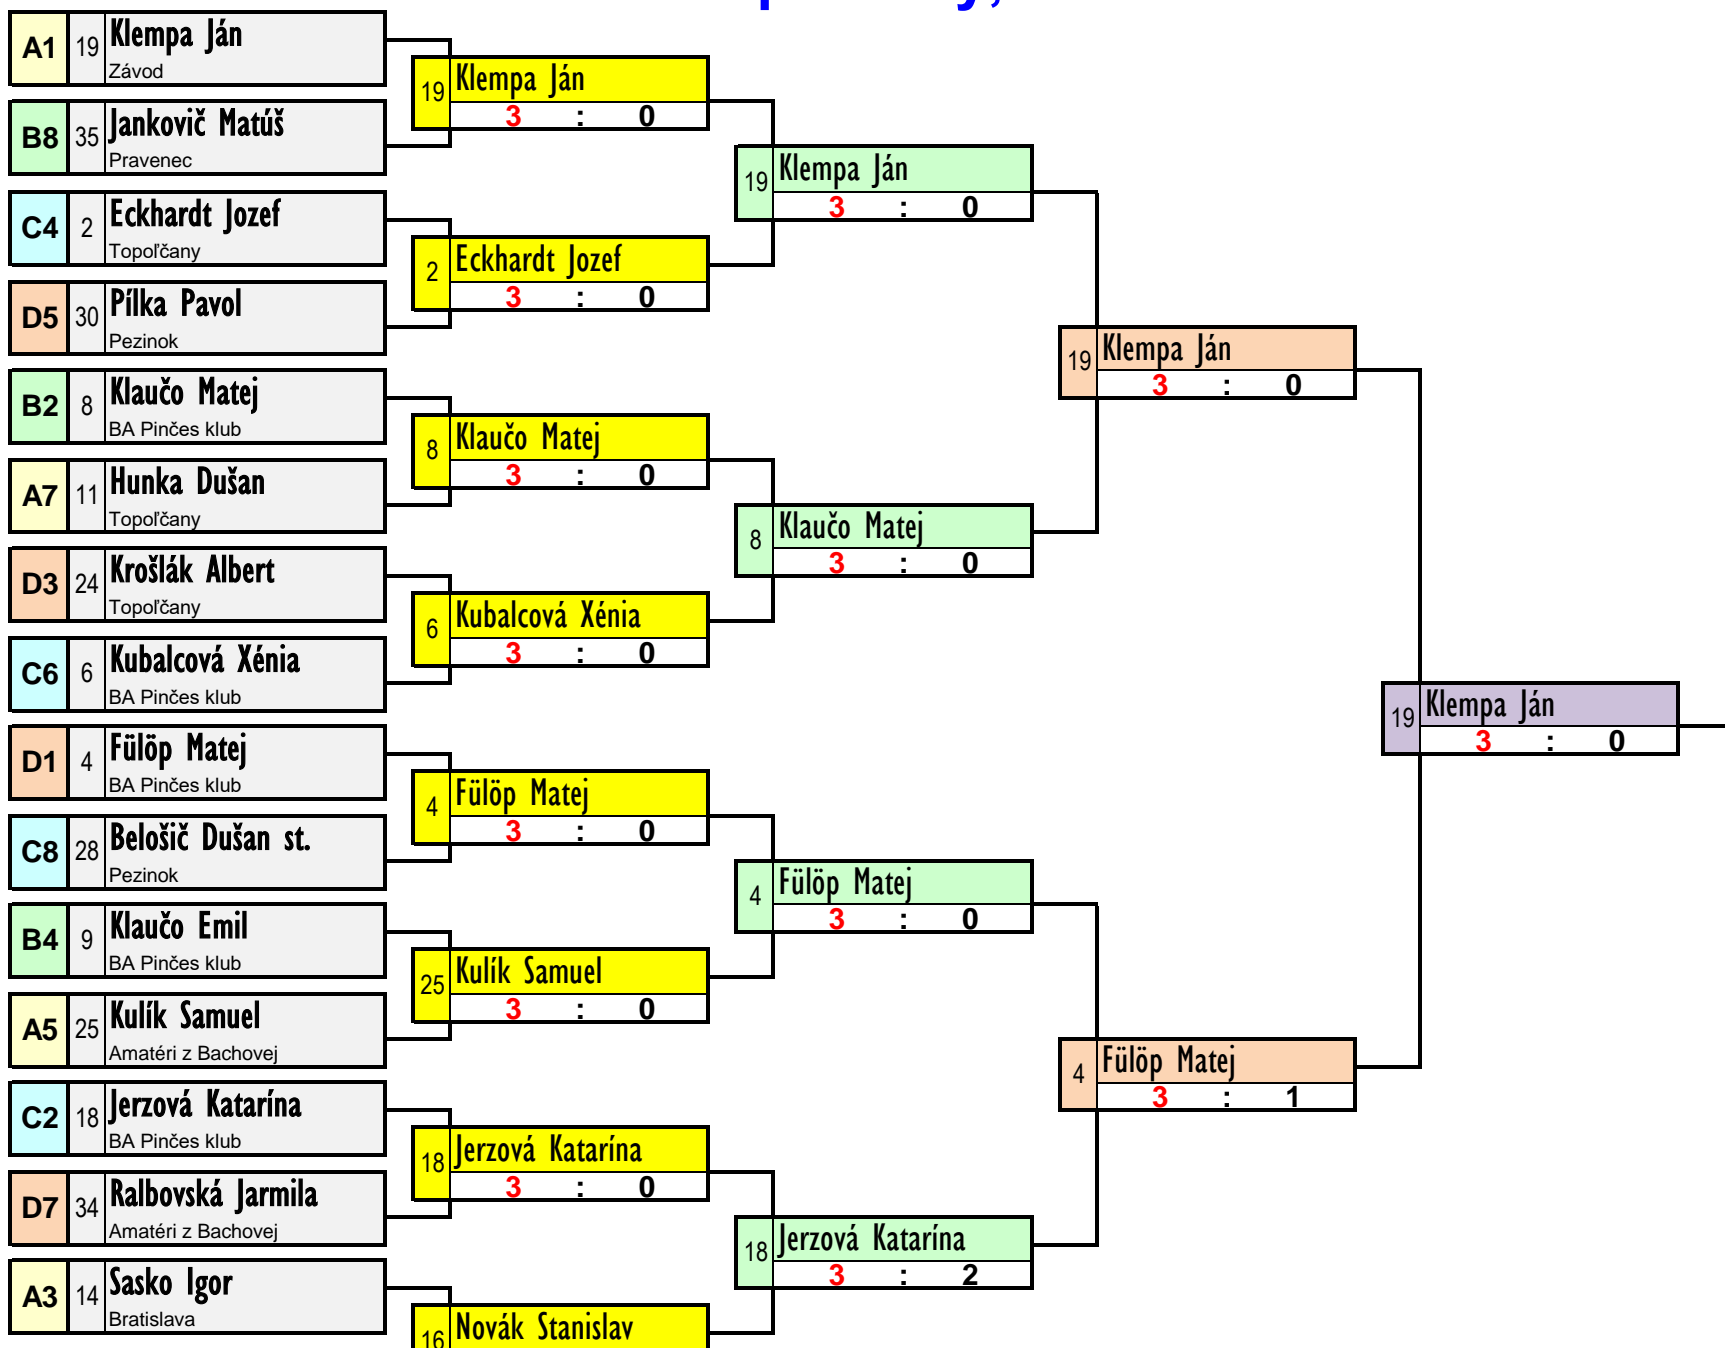 A1 19 Klempa Ján
Závod
B8 35 Jankovič Matúš
Pravenec
C4 2 Eckhardt Jozef
Topoľčany
D5 30 Pílka Pavol
Pezinok
B2 8 Klaučo Matej
BA Pinčes klub
A7 11 Hunka Dušan
Topoľčany
D3 24 Krošlák Albert
Topoľčany
C6 6 Kubalcová Xénia
BA Pinčes klub
D1 4 Fülöp Matej
BA Pinčes klub
C8 28 Belošič Dušan st.
Pezinok
B4 9 Klaučo Emil
BA Pinčes klub
A5 25 Kulík Samuel
Amatéri z Bachovej
C2 18 Jerzová Katarína
BA Pinčes klub
D7 34 Ralbovská Jarmila
Amatéri z Bachovej
A3 14 Sasko Igor
Bratislava
19 Klempa Ján
3 : 0
2 Eckhardt Jozef
3 : 0
8 Klaučo Matej
3 : 0
6 Kubalcová Xénia
3 : 0
4 Fülöp Matej
3 : 0
25 Kulík Samuel
3 : 0
18 Jerzová Katarína
3 : 0
16 Novák Stanislav
19 Klempa Ján
3 : 0
8 Klaučo Matej
3 : 0
4 Fülöp Matej
3 : 0
18 Jerzová Katarína
3 : 2
19 Klempa Ján
3 : 0
4 Fülöp Matej
3 : 1
19 Klempa Ján
3 : 0